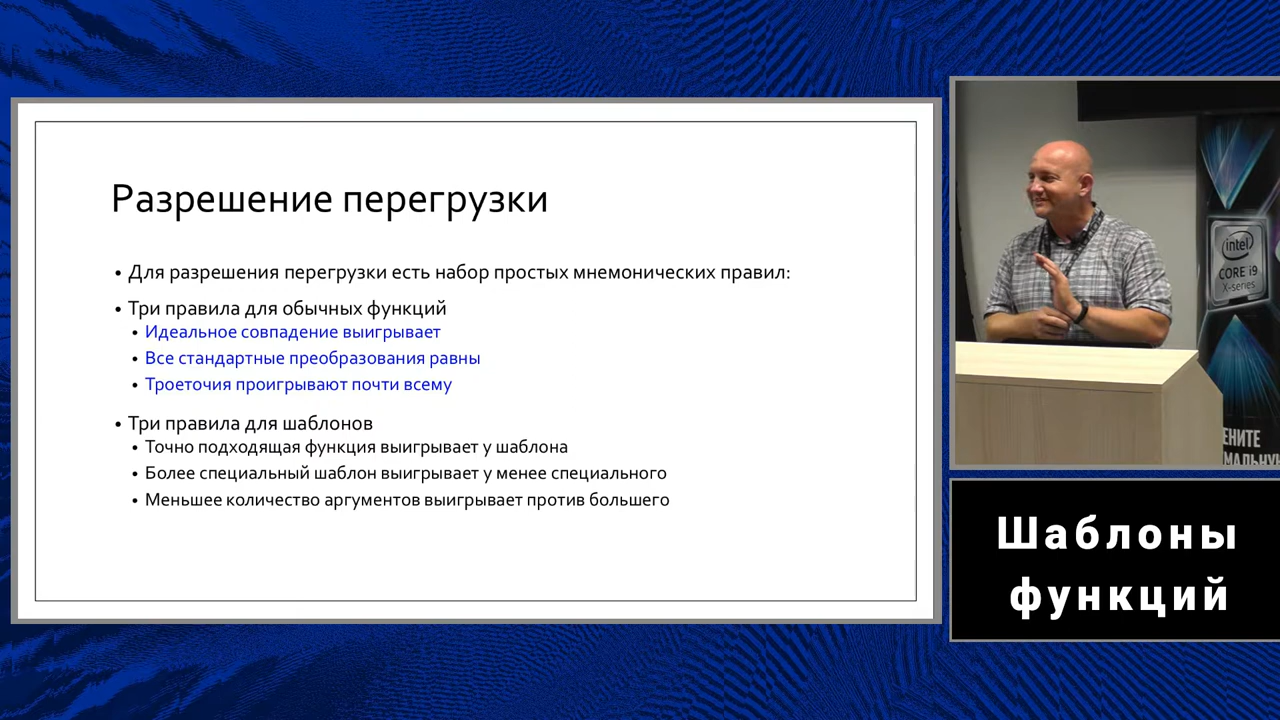 Разрешение перегрузки
• Для разрешения перегрузки есть набор простых мнемонических правил:
• Три правила для обычных функций
• Идеальное совпадение выигрывает
• Все стандартные преобразования равны
• Троеточия проигрывают почти всему
• Три правила для шаблонов
• Точно подходящая функция выигрывает у шаблона
• Более специальный шаблон выигрывает у менее специального
• Меньшее количество аргументов выигрывает против большего
intel
CORE i9
X-series
ЕНИТЕ
МАЛЬНУЮ
Шаблоны
функций